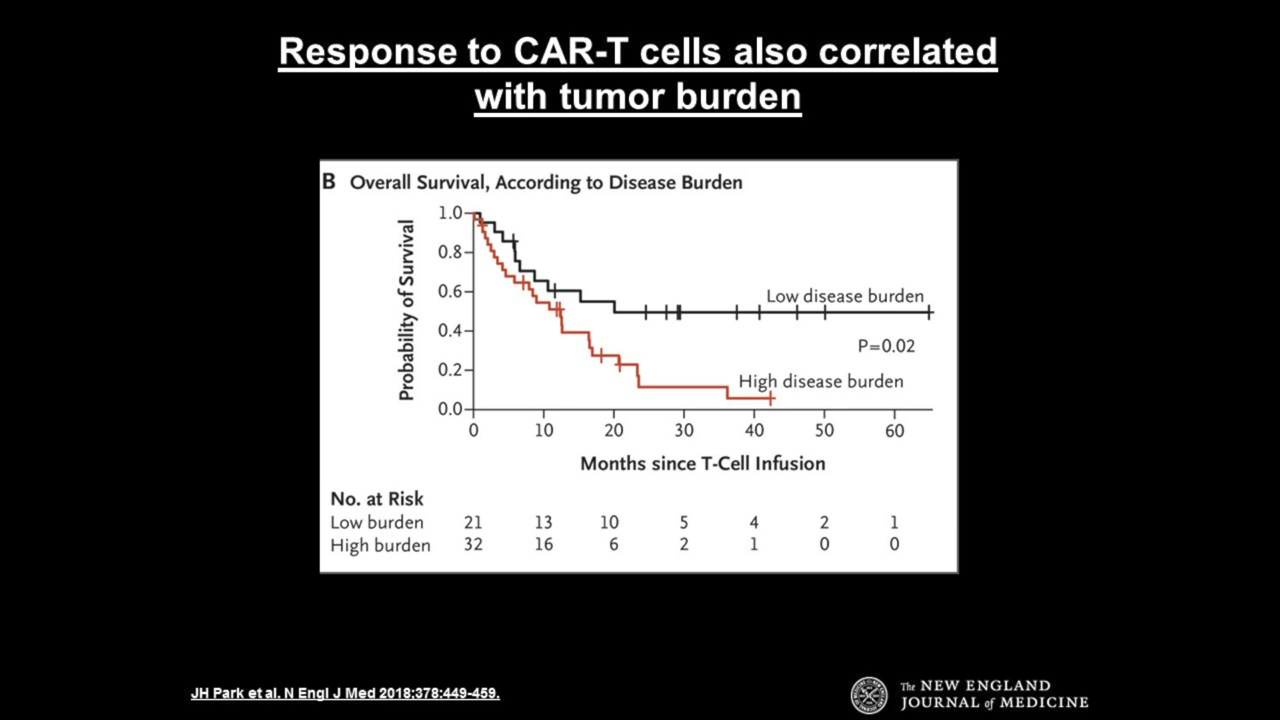 Response to CAR-T cells also correlated
with tumor burden
B Overall Survival, According to Disease Burden
Probability of Survival
1.0
0.8
0.6
0.4
0.2
0.0
Low disease burden
P=0.02
High disease burden
0 10 20 30 40 50 60
Months since T-Cell Infusion
No. at Risk
Low burden 21 13 10 5 4 2 1
High burden 32 16 6 2 1 0 0
JH Park et al. N Engl J Med 2018;378:449-459.
The NEW ENGLAND
JOURNAL of MEDICINE